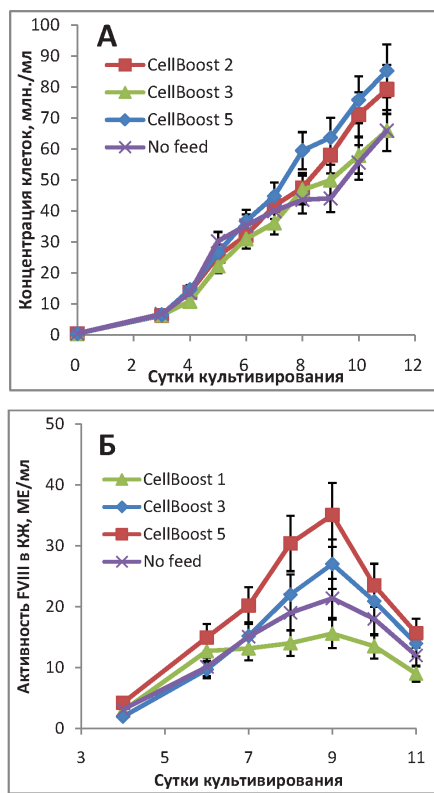 А
Концентрация клеток, млн./мл
100
90
80
70
60
50
40
30
20
10
0
CellBoost 2
CellBoost 3
CellBoost 5
No feed
0 2 4 6 8 10 12
Сутки культивирования
Б
Активность FVIII в КЖ, МЕ/мл
50
40
30
20
10
0
CellBoost 1
CellBoost 3
CellBoost 5
No feed
3 5 7 9 11
Сутки культивирования